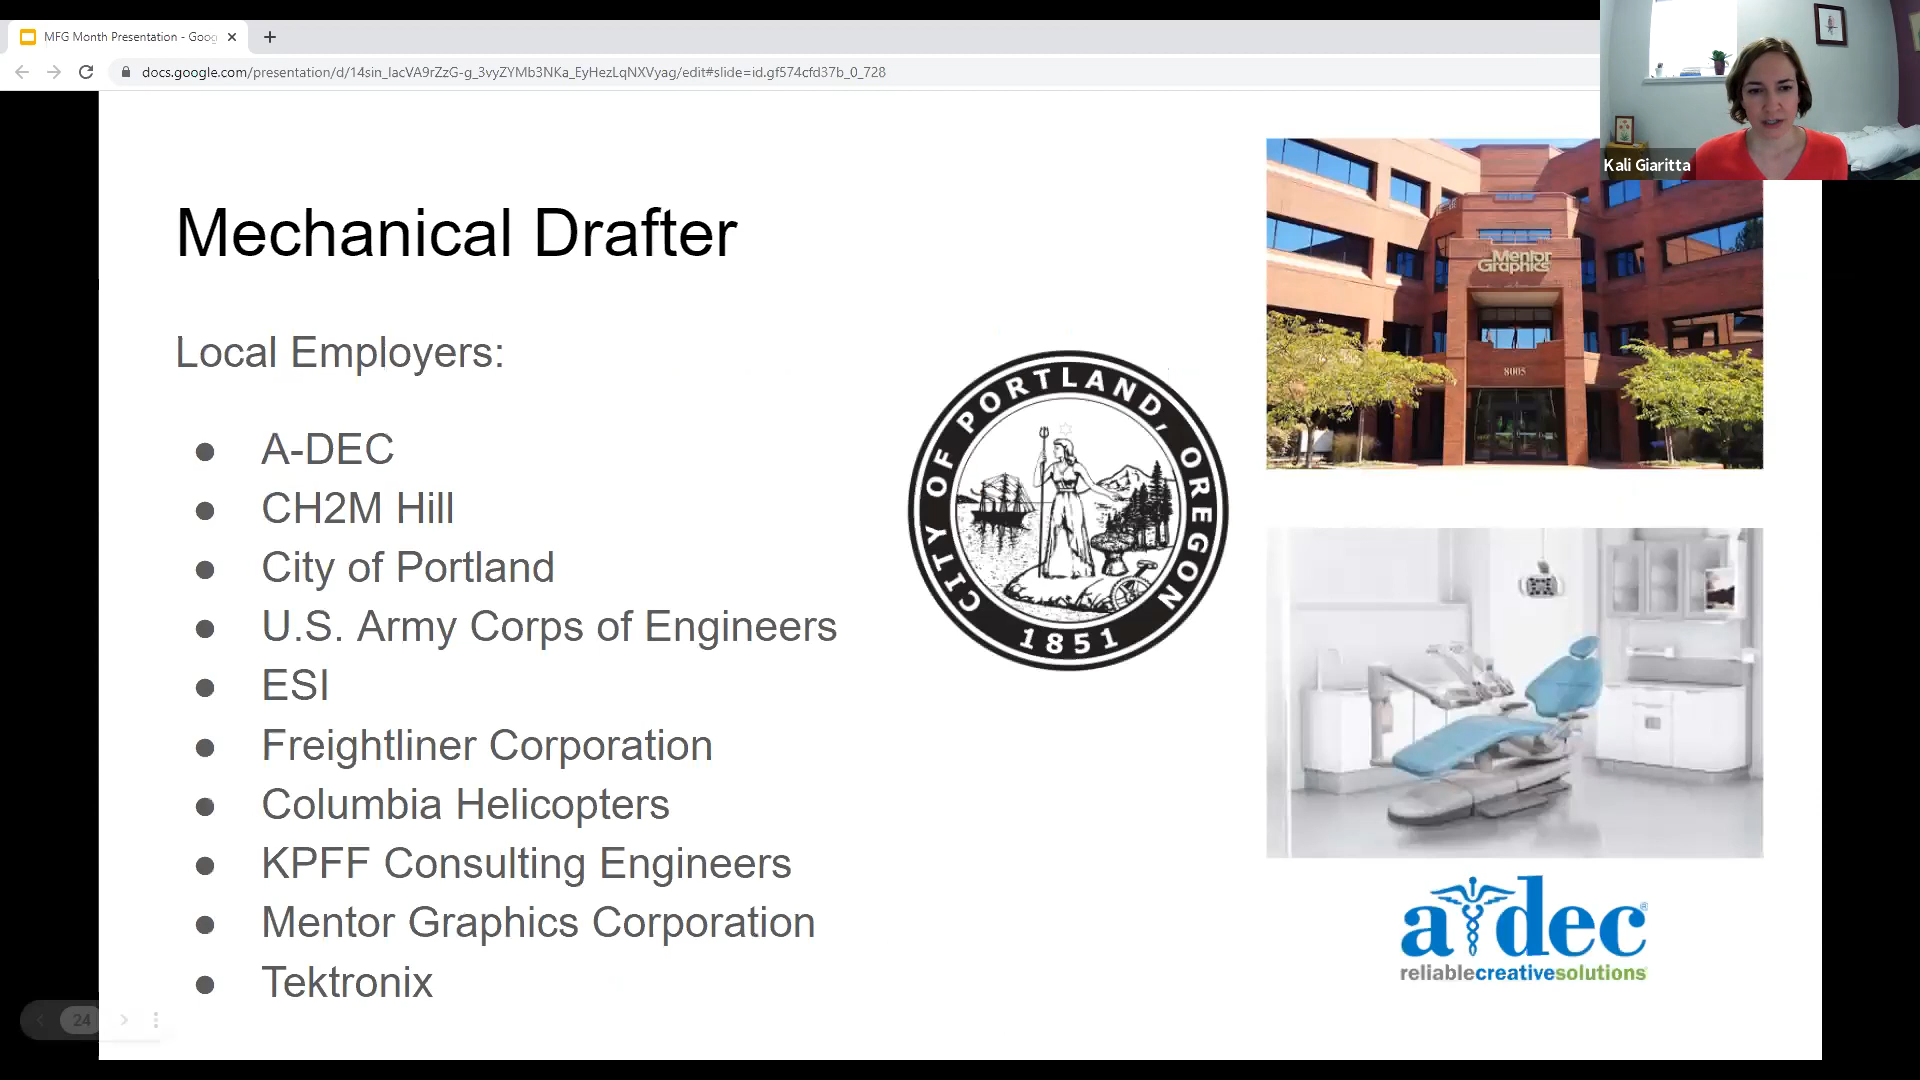 MFG Month Presentation - Goog
docs.google.com/presentation/d/14sin_lacVA9rZzG-g_3vyZYMb3NKa_EyHezLqNXVyag/edit#slide=id.gf574cfd37b_0_728
Kali Giaritta
Mentor
Graphics
8005
Mechanical Drafter
Local Employers:
● A-DEC
● CH2M Hill
● City of Portland
● U.S. Army Corps of Engineers
● ESI
● Freightliner Corporation
● Columbia Helicopters
● KPFF Consulting Engineers
● Mentor Graphics Corporation
● Tektronix
CITY OF PORTLAND, OREGON
1851
a dec®
reliablecreativesolutions
24